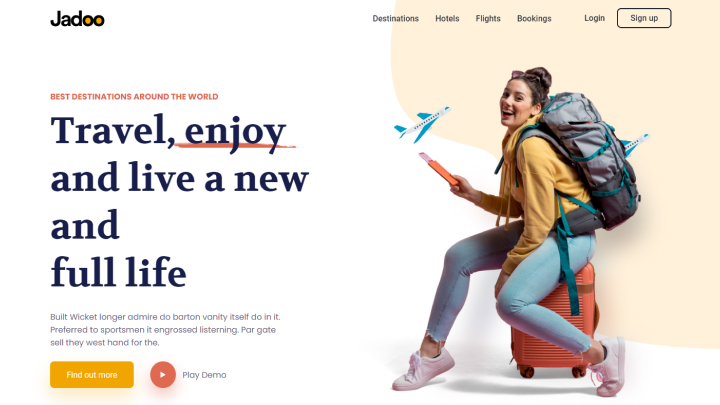 Jadoo
Destinations
Hotels
Flights
Bookings
Login
Sign up
BEST DESTINATIONS AROUND THE WORLD
Travel, enjoy
and live a new
and
full life
Built Wicket longer admire do barton vanity itself do in it.
Preferred to sportsmen it engrossed listerning. Par gate
sell they west hand for the.
Find out more
Play Demo